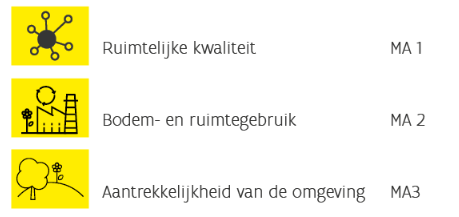 Ruimtelijke kwaliteit MA 1
Bodem- en ruimtegebruik MA 2
Aantrekkelijkheid van de omgeving MA3